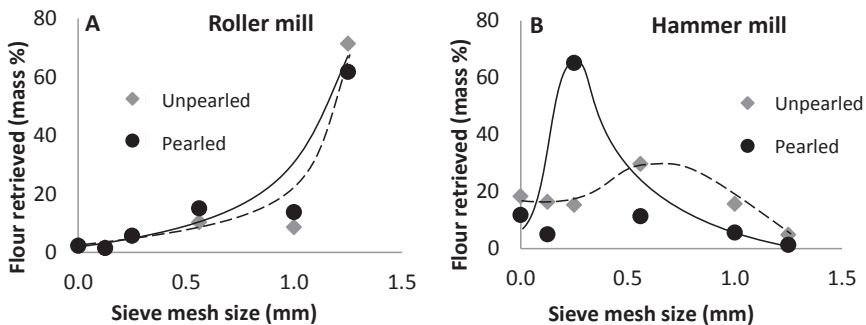 A Roller mill
Flour retrieved (mass %)
80
60
40
20
0
Unpearled
Pearled
0.0 0.5 1.0 1.5
Sieve mesh size (mm)
B Hammer mill
Flour retrieved (mass %)
80
60
40
20
0
Unpearled
Pearled
0.0 0.5 1.0 1.5
Sieve mesh size (mm)